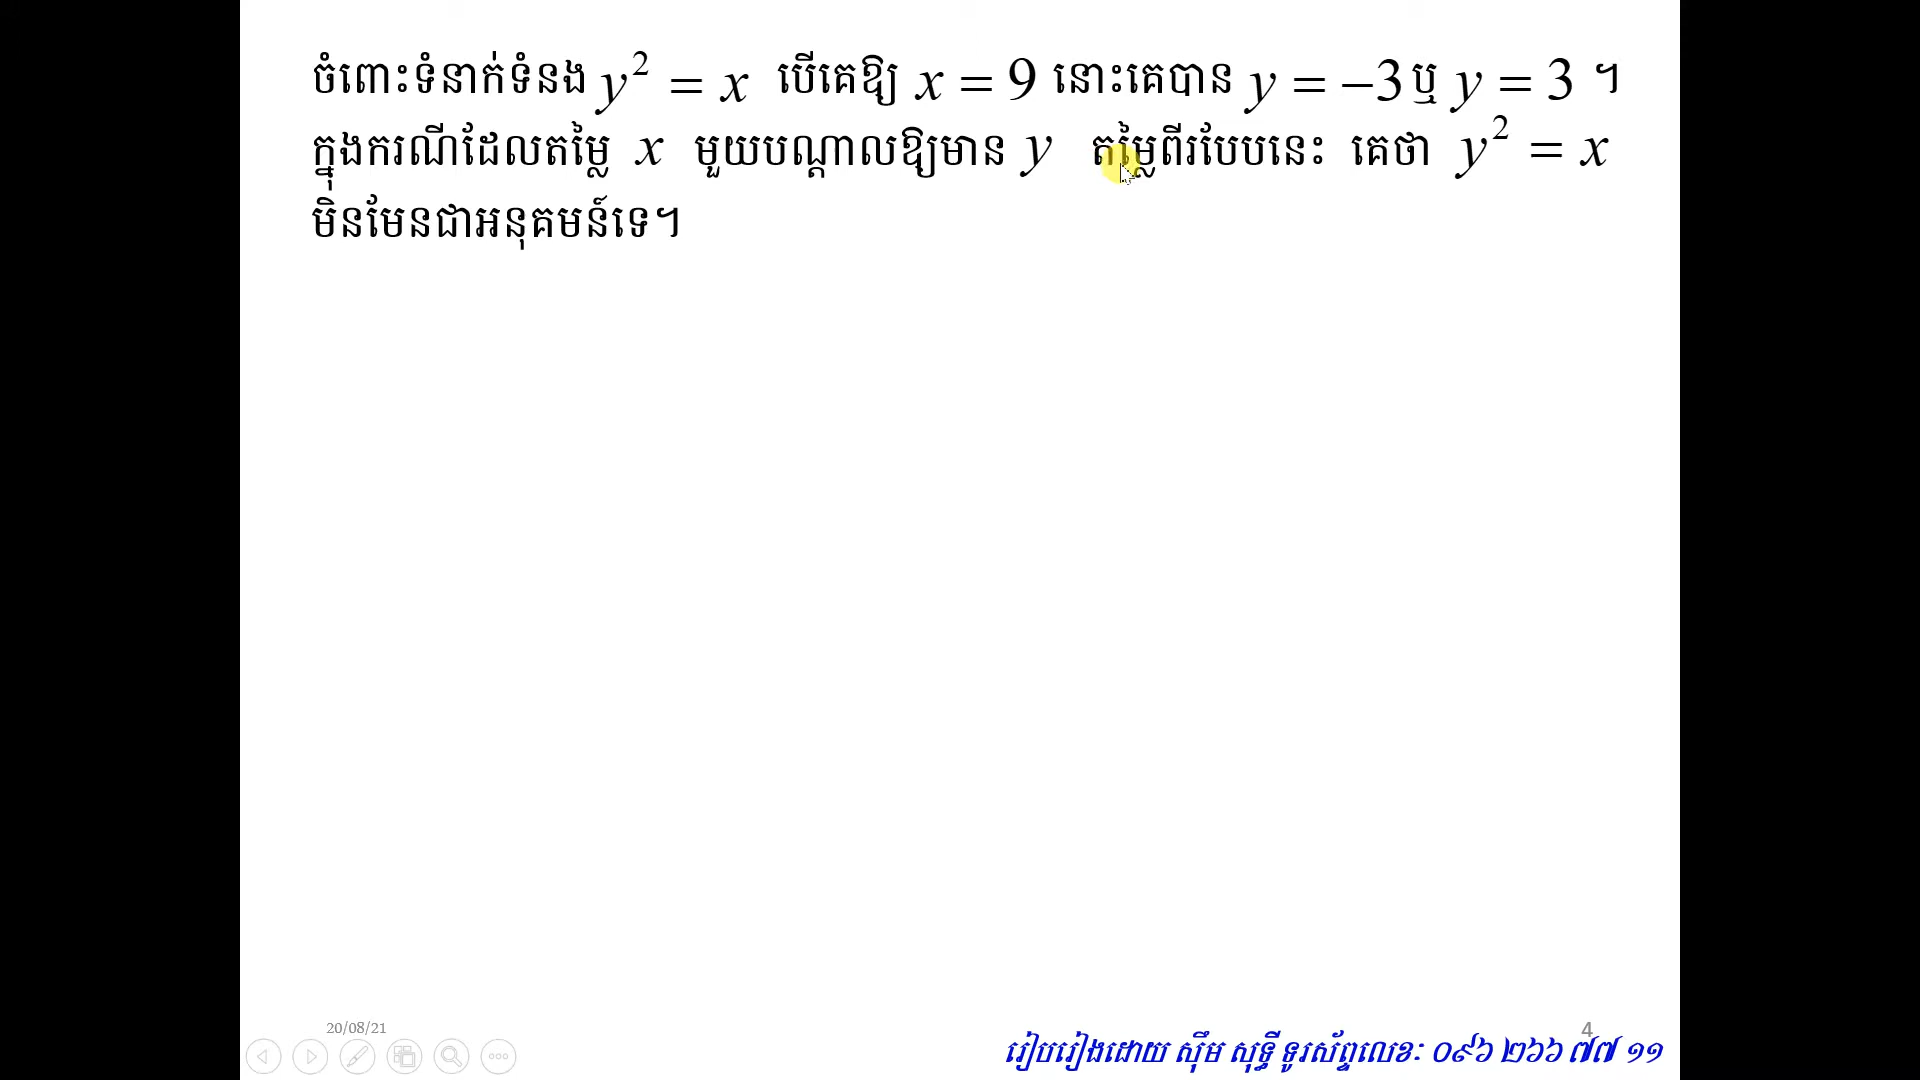 ចំពោះទំនាក់ទំនង y² = x បើគេឱ្យ x = 9 នោះគេបាន y = −3 ឬ y = 3 ។
ក្នុងករណីដែលតម្លៃ x មួយបណ្តាលឱ្យមាន y តម្លៃពីរបែបនេះ គេថា y² = x
មិនមែនជាអនុគមន៍ទេ។
20/08/21
4
រៀបរៀងដោយ ស៊ឹម សុទ្ធី ទូរស័ព្ទលេខៈ ០៩៦ ២៦៦ ៧៧ ១១